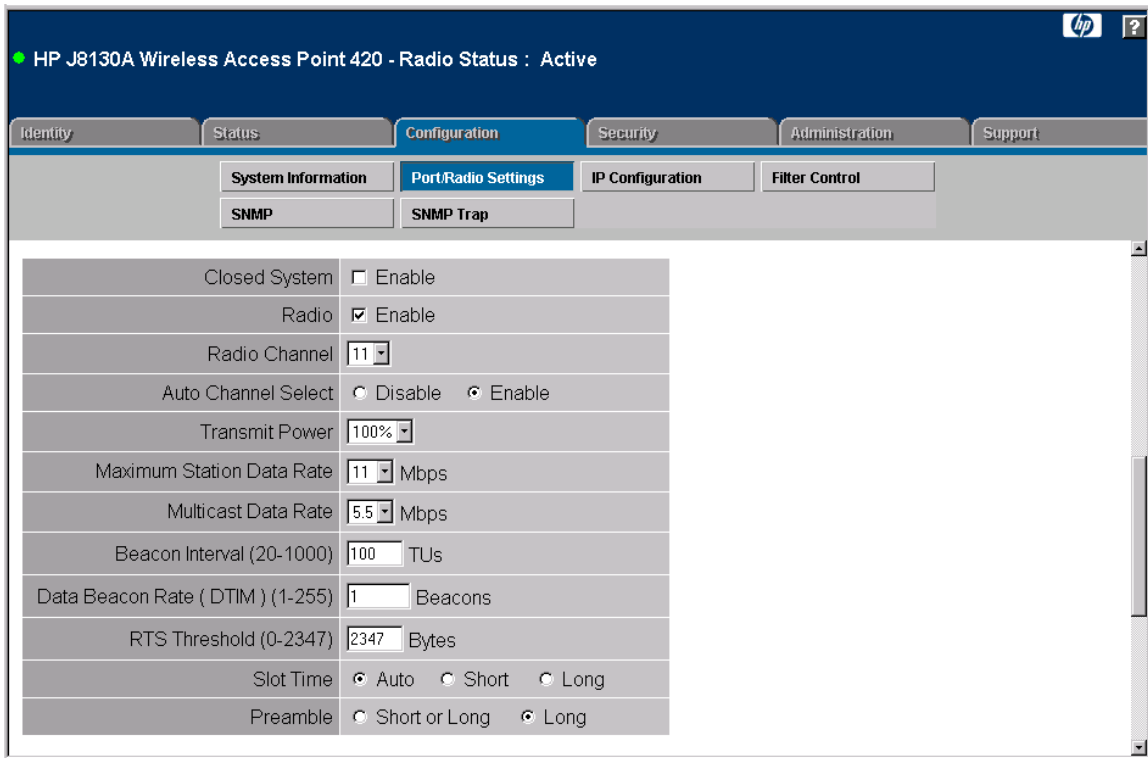 hp ?
HP J8130A Wireless Access Point 420 - Radio Status : Active
Identity Status Configuration Security Administration Support
System Information Port/Radio Settings IP Configuration Filter Control
SNMP SNMP Trap
Closed System Enable
Radio Enable
Radio Channel 11
Auto Channel Select Disable Enable
Transmit Power 100%
Maximum Station Data Rate 11 Mbps
Multicast Data Rate 5.5 Mbps
Beacon Interval (20-1000) 100 TUs
Data Beacon Rate ( DTIM ) (1-255) 1 Beacons
RTS Threshold (0-2347) 2347 Bytes
Slot Time Auto Short Long
Preamble Short or Long Long